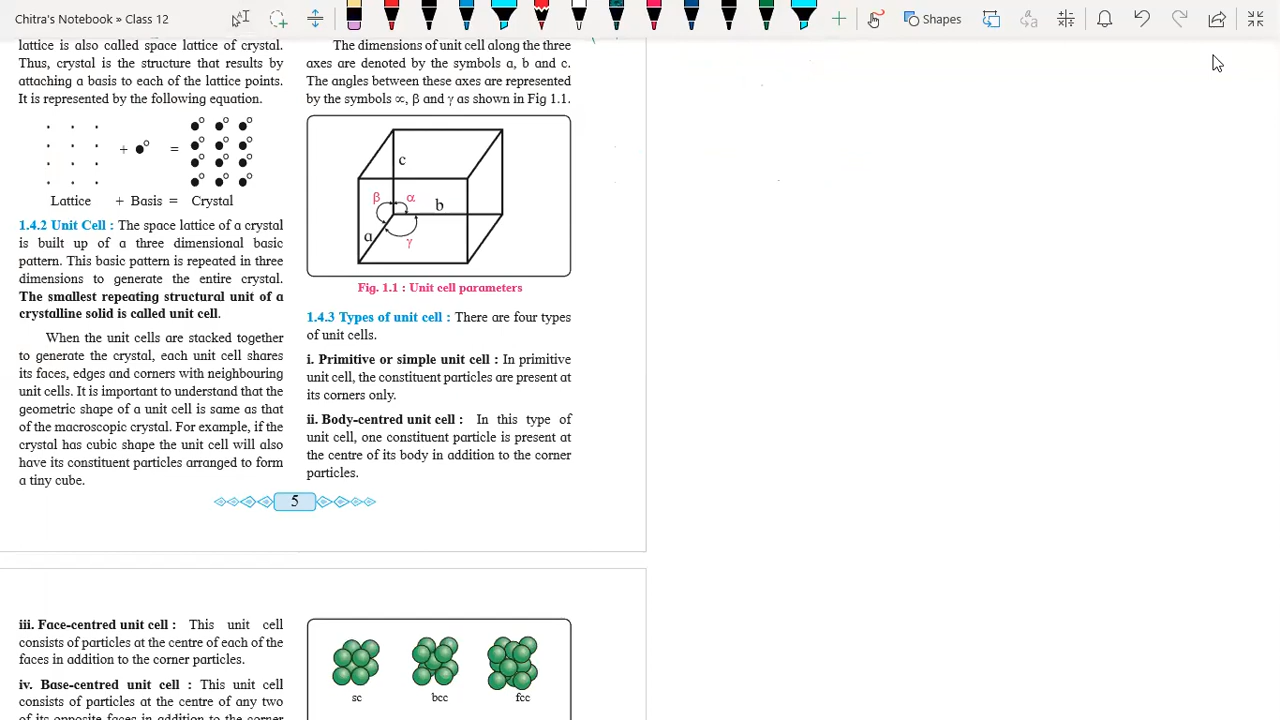 Chitra's Notebook » Class 12
Shapes
lattice is also called space lattice of crystal.
Thus, crystal is the structure that results by
attaching a basis to each of the lattice points.
It is represented by the following equation.
+ =
Lattice + Basis = Crystal
1.4.2 Unit Cell : The space lattice of a crystal
is built up of a three dimensional basic
pattern. This basic pattern is repeated in three
dimensions to generate the entire crystal.
The smallest repeating structural unit of a
crystalline solid is called unit cell.
When the unit cells are stacked together
to generate the crystal, each unit cell shares
its faces, edges and corners with neighbouring
unit cells. It is important to understand that the
geometric shape of a unit cell is same as that
of the macroscopic crystal. For example, if the
crystal has cubic shape the unit cell will also
have its constituent particles arranged to form
a tiny cube.
The dimensions of unit cell along the three
axes are denoted by the symbols a, b and c.
The angles between these axes are represented
by the symbols ∝, β and γ as shown in Fig 1.1.
c
β α
b
a
γ
Fig. 1.1 : Unit cell parameters
1.4.3 Types of unit cell : There are four types
of unit cells.
i. Primitive or simple unit cell : In primitive
unit cell, the constituent particles are present at
its corners only.
ii. Body-centred unit cell : In this type of
unit cell, one constituent particle is present at
the centre of its body in addition to the corner
particles.
5
iii. Face-centred unit cell : This unit cell
consists of particles at the centre of each of the
faces in addition to the corner particles.
iv. Base-centred unit cell : This unit cell
consists of particles at the centre of any two
of its opposite faces in addition to the corner
sc bcc fcc